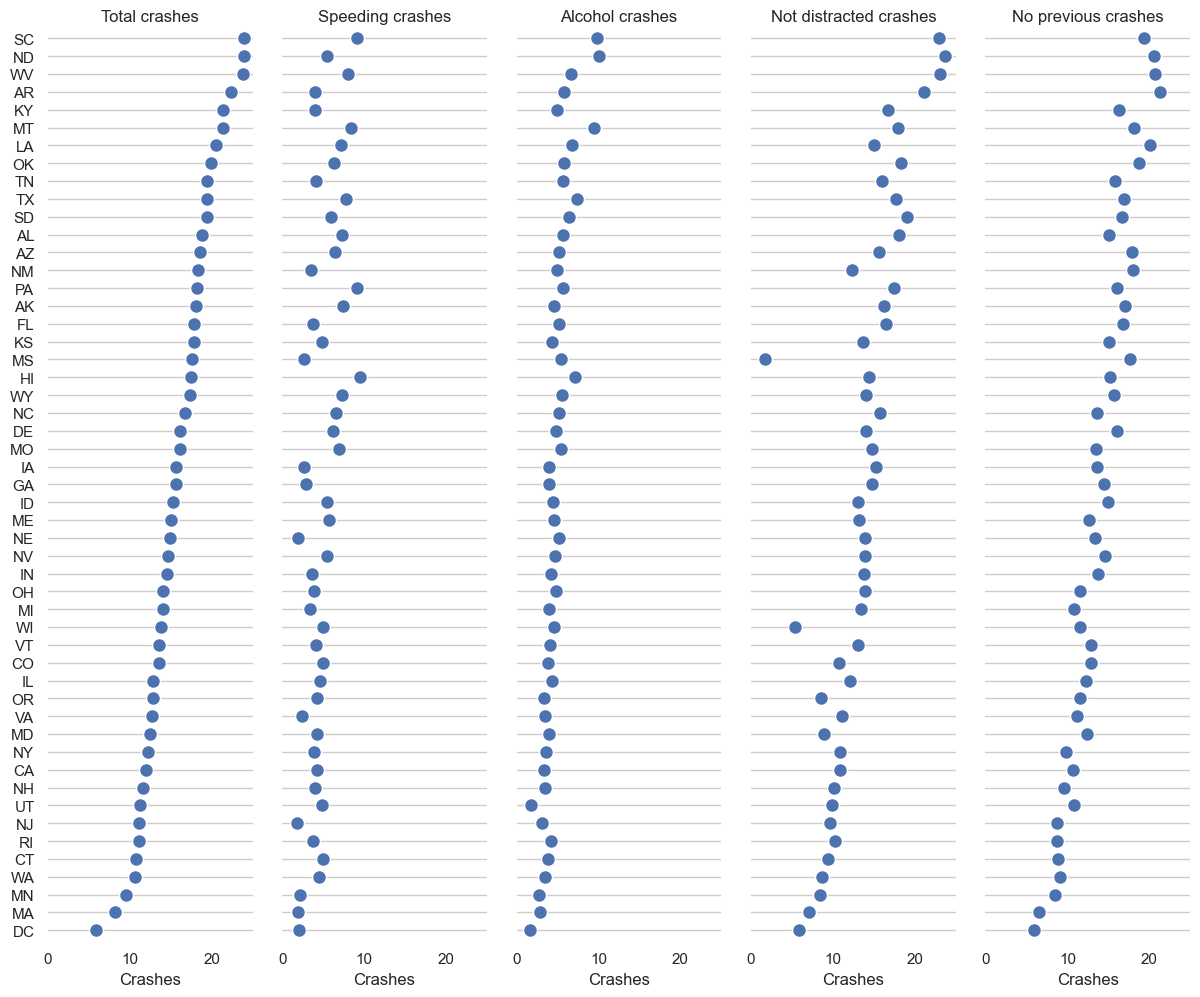 Total crashes Speeding crashes Alcohol crashes Not distracted crashes No previous crashes
SC
ND
WV
AR
KY
MT
LA
OK
TN
TX
SD
AL
AZ
NM
PA
AK
FL
KS
MS
HI
WY
NC
DE
MO
IA
GA
ID
ME
NE
NV
IN
OH
MI
WI
VT
CO
IL
OR
VA
MD
NY
CA
NH
UT
NJ
RI
CT
WA
MN
MA
DC
0 10 20 0 10 20 0 10 20 0 10 20 0 10 20
Crashes Crashes Crashes Crashes Crashes